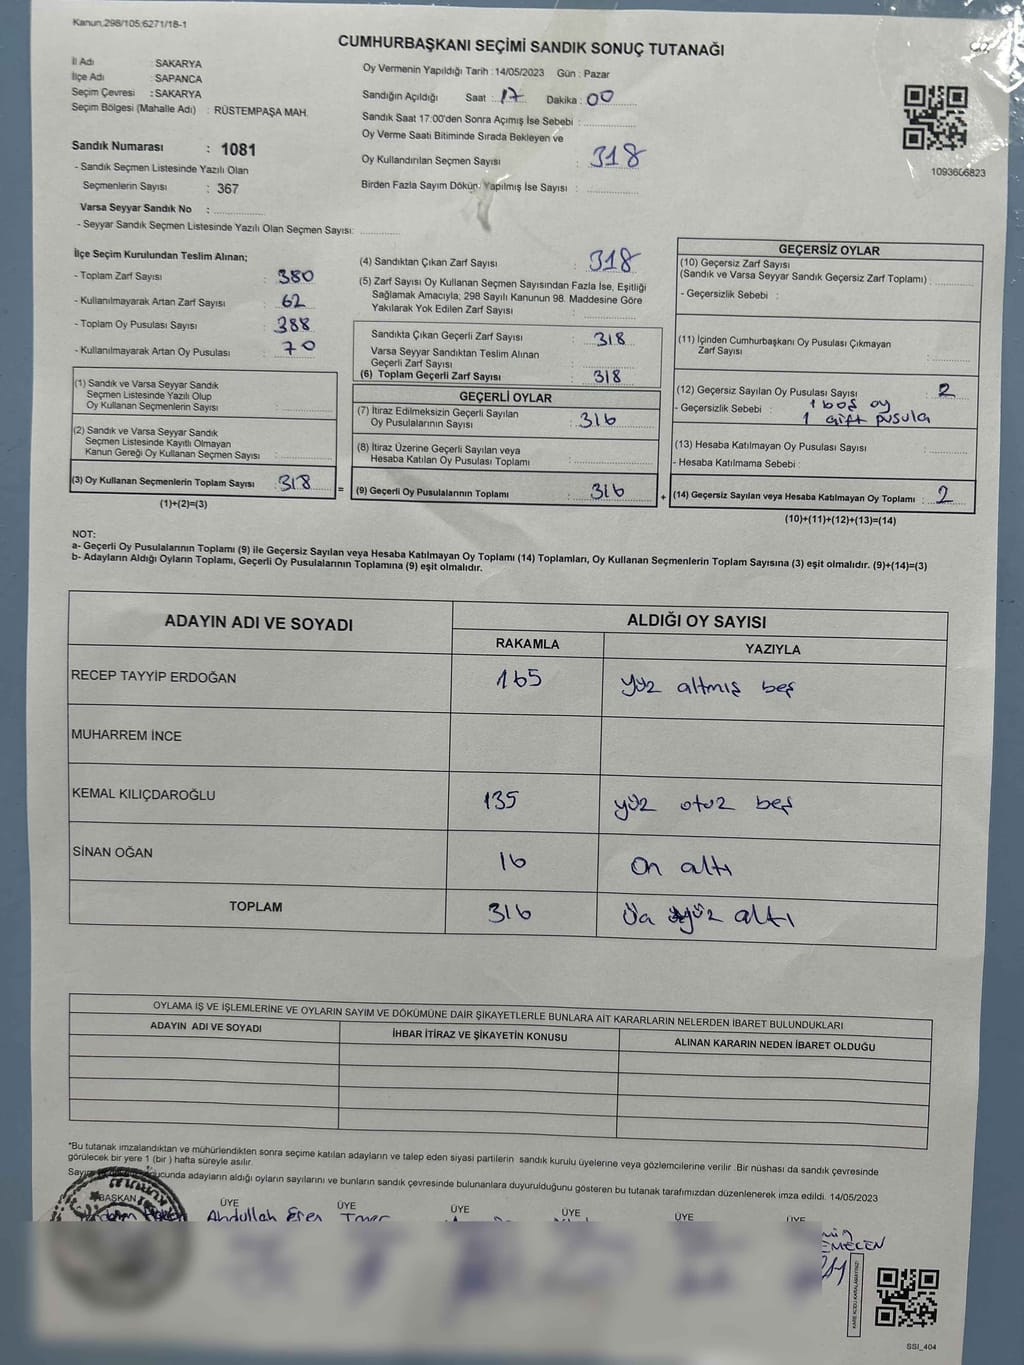 Kanun.298/105;6271/18-1
CUMHURBAŞKANI SEÇİMİ SANDIK SONUÇ TUTANAĞI
İl Adı : SAKARYA
İlçe Adı : SAPANCA
Seçim Çevresi : SAKARYA
Seçim Bölgesi (Mahalle Adı) : RÜSTEMPAŞA MAH.
Sandık Numarası : 1081
- Sandık Seçmen Listesinde Yazılı Olan
Seçmenlerin Sayısı : 367
Varsa Seyyar Sandık No :
- Seyyar Sandık Seçmen Listesinde Yazılı Olan Seçmen Sayısı:
Oy Vermenin Yapıldığı Tarih : 14/05/2023 Gün : Pazar
Sandığın Açıldığı Saat : 17 Dakika : 00
Sandık Saat 17:00'den Sonra Açımış İse Sebebi :
Oy Verme Saati Bitiminde Sırada Bekleyen ve
Oy Kullandırılan Seçmen Sayısı : 318
Birden Fazla Sayım Döküm Yapılmış İse Sayısı :
1093606823
İlçe Seçim Kurulundan Teslim Alınan;
- Toplam Zarf Sayısı : 380
- Kullanılmayarak Artan Zarf Sayısı : 62
- Toplam Oy Pusulası Sayısı : 388
- Kullanılmayarak Artan Oy Pusulası : 70
(1) Sandık ve Varsa Seyyar Sandık
Seçmen Listesinde Yazılı Olup
Oy Kullanan Seçmenlerin Sayısı :
(2) Sandık ve Varsa Seyyar Sandık
Seçmen Listesinde Kayıtlı Olmayan
Kanun Gereği Oy Kullanan Seçmen Sayısı :
(3) Oy Kullanan Seçmenlerin Toplam Sayısı : 318
(1)+(2)=(3)
(4) Sandıktan Çıkan Zarf Sayısı : 318
(5) Zarf Sayısı Oy Kullanan Seçmen Sayısından Fazla İse, Eşitliği
Sağlamak Amacıyla; 298 Sayılı Kanunun 98. Maddesine Göre
Yakılarak Yok Edilen Zarf Sayısı :
Sandıkta Çıkan Geçerli Zarf Sayısı : 318
Varsa Seyyar Sandıktan Teslim Alınan
Geçerli Zarf Sayısı :
(6) Toplam Geçerli Zarf Sayısı : 318
GEÇERLİ OYLAR
(7) İtiraz Edilmeksizin Geçerli Sayılan
Oy Pusulalarının Sayısı : 316
(8) İtiraz Üzerine Geçerli Sayılan veya
Hesaba Katılan Oy Pusulası Toplamı :
= (9) Geçerli Oy Pusulalarının Toplamı : 316
GEÇERSİZ OYLAR
(10) Geçersiz Zarf Sayısı
(Sandık ve Varsa Seyyar Sandık Geçersiz Zarf Toplamı) :
- Geçersizlik Sebebi :
(11) İçinden Cumhurbaşkanı Oy Pusulası Çıkmayan
Zarf Sayısı :
(12) Geçersiz Sayılan Oy Pusulası Sayısı : 2
- Geçersizlik Sebebi : 1 boş oy
1 çift pusula
(13) Hesaba Katılmayan Oy Pusulası Sayısı :
- Hesaba Katılmama Sebebi :
+ (14) Geçersiz Sayılan veya Hesaba Katılmayan Oy Toplamı : 2
(10)+(11)+(12)+(13)=(14)
NOT:
a- Geçerli Oy Pusulalarının Toplamı (9) ile Geçersiz Sayılan veya Hesaba Katılmayan Oy Toplamı (14) Toplamları, Oy Kullanan Seçmenlerin Toplam Sayısına (3) eşit olmalıdır. (9)+(14)=(3)
b- Adayların Aldığı Oyların Toplamı, Geçerli Oy Pusulalarının Toplamına (9) eşit olmalıdır.
ADAYIN ADI VE SOYADI ALDIĞI OY SAYISI
RAKAMLA YAZIYLA
RECEP TAYYİP ERDOĞAN 165 yüz altmış beş
MUHARREM İNCE
KEMAL KILIÇDAROĞLU 135 yüz otuz beş
SİNAN OĞAN 16 On altı
TOPLAM 316 altı
OYLAMA İŞ VE İŞLEMLERİNE VE OYLARIN SAYIM VE DÖKÜMÜNE DAİR ŞİKAYETLERLE BUNLARA AİT KARARLARIN NELERDEN İBARET BULUNDUKLARI
ADAYIN ADI VE SOYADI İHBAR İTİRAZ VE ŞİKAYETİN KONUSU ALINAN KARARIN NEDEN İBARET OLDUĞU
*Bu tutanak imzalandıktan ve mühürlendikten sonra seçime katılan adayların ve talep eden siyasi partilerin sandık kurulu üyelerine veya gözlemcilerine verilir .Bir nüshası da sandık çevresinde
görülecek bir yere 1 (bir ) hafta süreyle asılır.
adayların aldığı oyların sayılarını ve bunların sandık çevresinde bulunanlara duyurulduğunu gösteren bu tutanak tarafımızdan düzenlenerek imza edildi. 14/05/2023
BAŞKAN ÜYE ÜYE ÜYE ÜYE ÜYE ÜYE
Abdullah Eren
SSI_404